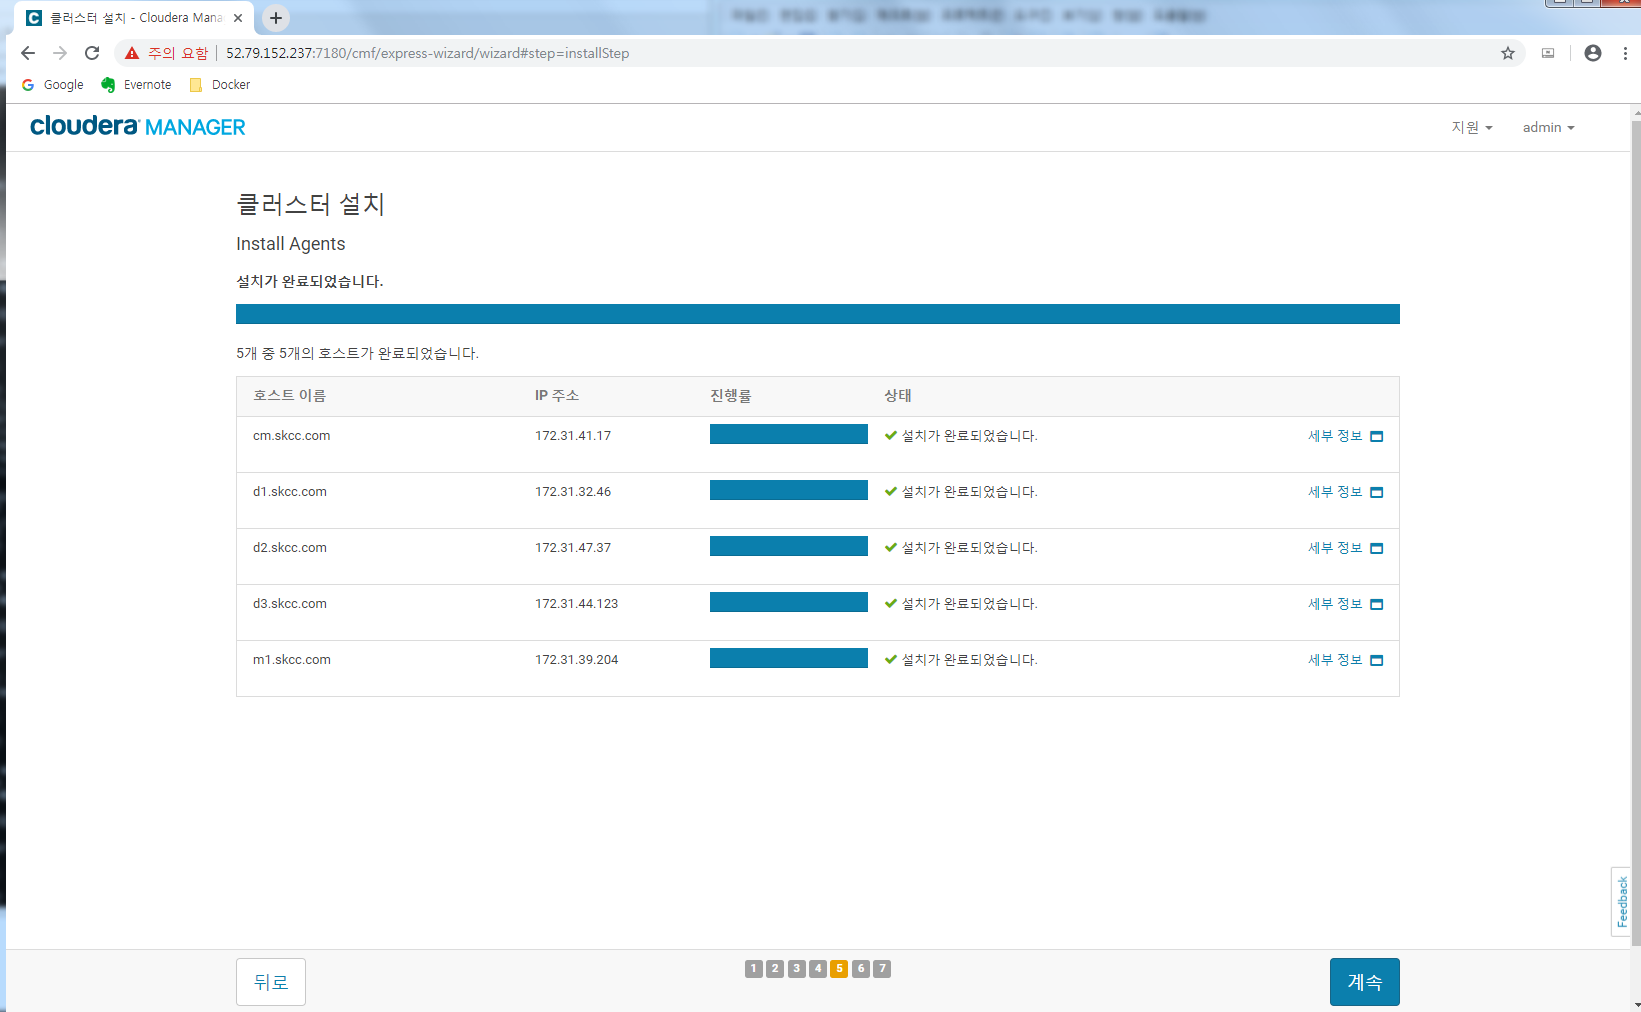 클러스터 설치 - Cloudera Mana
주의 요함 52.79.152.237:7180/cmf/express-wizard/wizard#step=installStep
Google Evernote Docker
cloudera MANAGER 지원 admin
클러스터 설치
Install Agents
설치가 완료되었습니다.
5개 중 5개의 호스트가 완료되었습니다.
호스트 이름 IP 주소 진행률 상태
cm.skcc.com 172.31.41.17 설치가 완료되었습니다. 세부 정보
d1.skcc.com 172.31.32.46 설치가 완료되었습니다. 세부 정보
d2.skcc.com 172.31.47.37 설치가 완료되었습니다. 세부 정보
d3.skcc.com 172.31.44.123 설치가 완료되었습니다. 세부 정보
m1.skcc.com 172.31.39.204 설치가 완료되었습니다. 세부 정보
Feedback
뒤로 1 2 3 4 5 6 7 계속